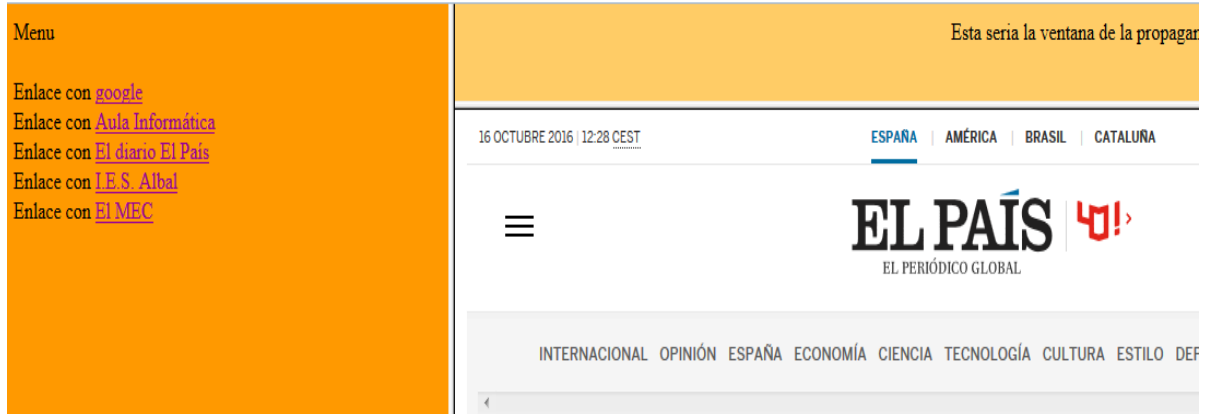 Menu
Enlace con google
Enlace con Aula Informática
Enlace con El diario El País
Enlace con I.E.S. Albal
Enlace con El MEC
Esta seria la ventana de la propagan
16 OCTUBRE 2016 | 12:28 CEST
ESPAÑA | AMÉRICA | BRASIL | CATALUÑA
EL PAÍS
EL PERIÓDICO GLOBAL
INTERNACIONAL OPINIÓN ESPAÑA ECONOMÍA CIENCIA TECNOLOGÍA CULTURA ESTILO DEP